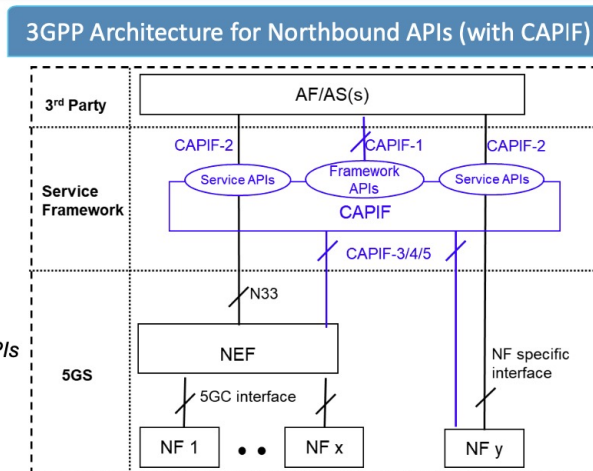 3GPP Architecture for Northbound APIs (with CAPIF)
3rd Party
AF/AS(s)
CAPIF-2
CAPIF-1
CAPIF-2
Service
Framework
Service APIs
Framework
APIs
Service APIs
CAPIF
CAPIF-3/4/5
N33
PIs
5GS
NEF
NF specific
interface
5GC interface
NF 1
NF x
NF y